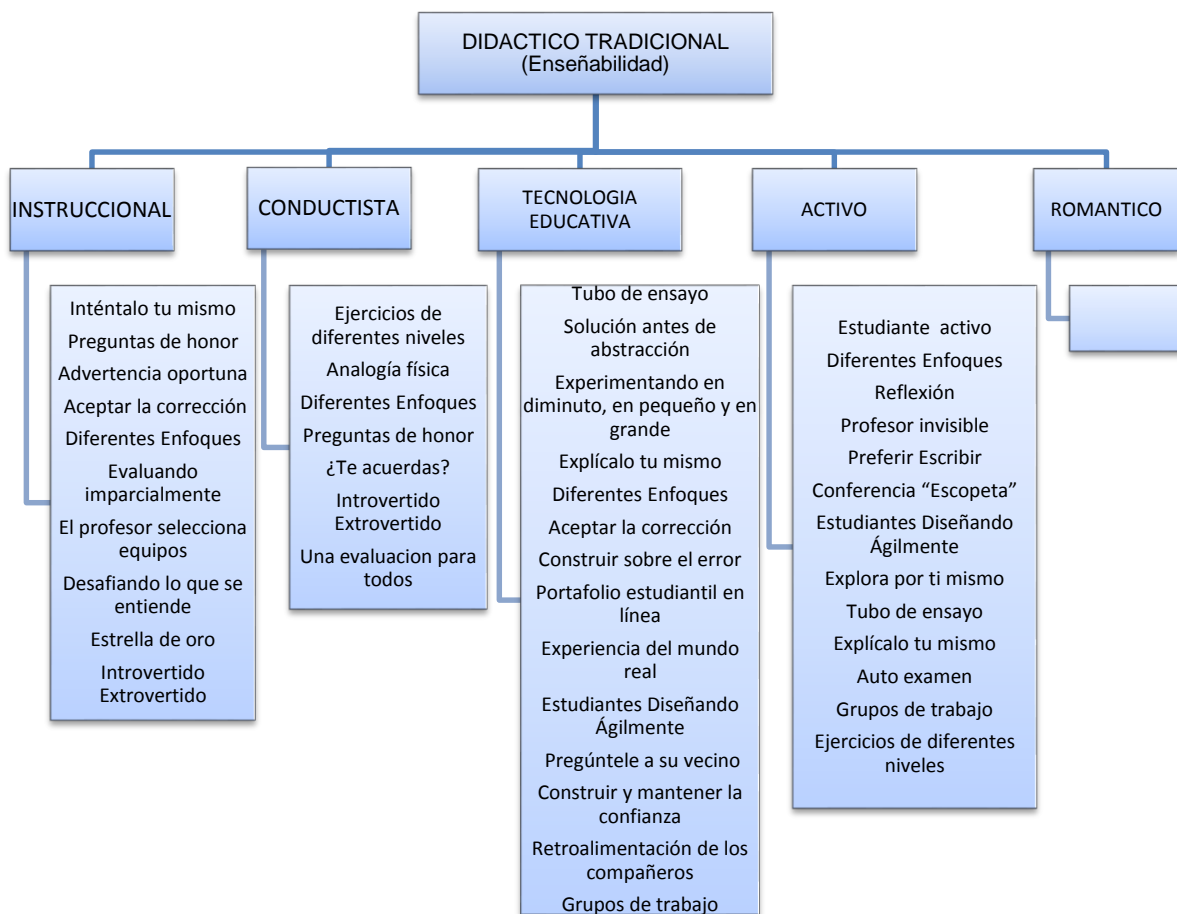 DIDACTICO TRADICIONAL
(Enseñabilidad)
INSTRUCCIONAL
CONDUCTISTA
TECNOLOGIA
EDUCATIVA
ACTIVO
ROMANTICO
Inténtalo tu mismo
Preguntas de honor
Advertencia oportuna
Aceptar la corrección
Diferentes Enfoques
Evaluando
imparcialmente
El profesor selecciona
equipos
Desafiando lo que se
entiende
Estrella de oro
Introvertido
Extrovertido
Ejercicios de
diferentes niveles
Analogía física
Diferentes Enfoques
Preguntas de honor
¿Te acuerdas?
Introvertido
Extrovertido
Una evaluacion para
todos
Tubo de ensayo
Solución antes de
abstracción
Experimentando en
diminuto, en pequeño y en
grande
Explícalo tu mismo
Diferentes Enfoques
Aceptar la corrección
Construir sobre el error
Portafolio estudiantil en
línea
Experiencia del mundo
real
Estudiantes Diseñando
Ágilmente
Pregúntele a su vecino
Construir y mantener la
confianza
Retroalimentación de los
compañeros
Grupos de trabajo
Estudiante activo
Diferentes Enfoques
Reflexión
Profesor invisible
Preferir Escribir
Conferencia “Escopeta”
Estudiantes Diseñando
Ágilmente
Explora por ti mismo
Tubo de ensayo
Explícalo tu mismo
Auto examen
Grupos de trabajo
Ejercicios de diferentes
niveles